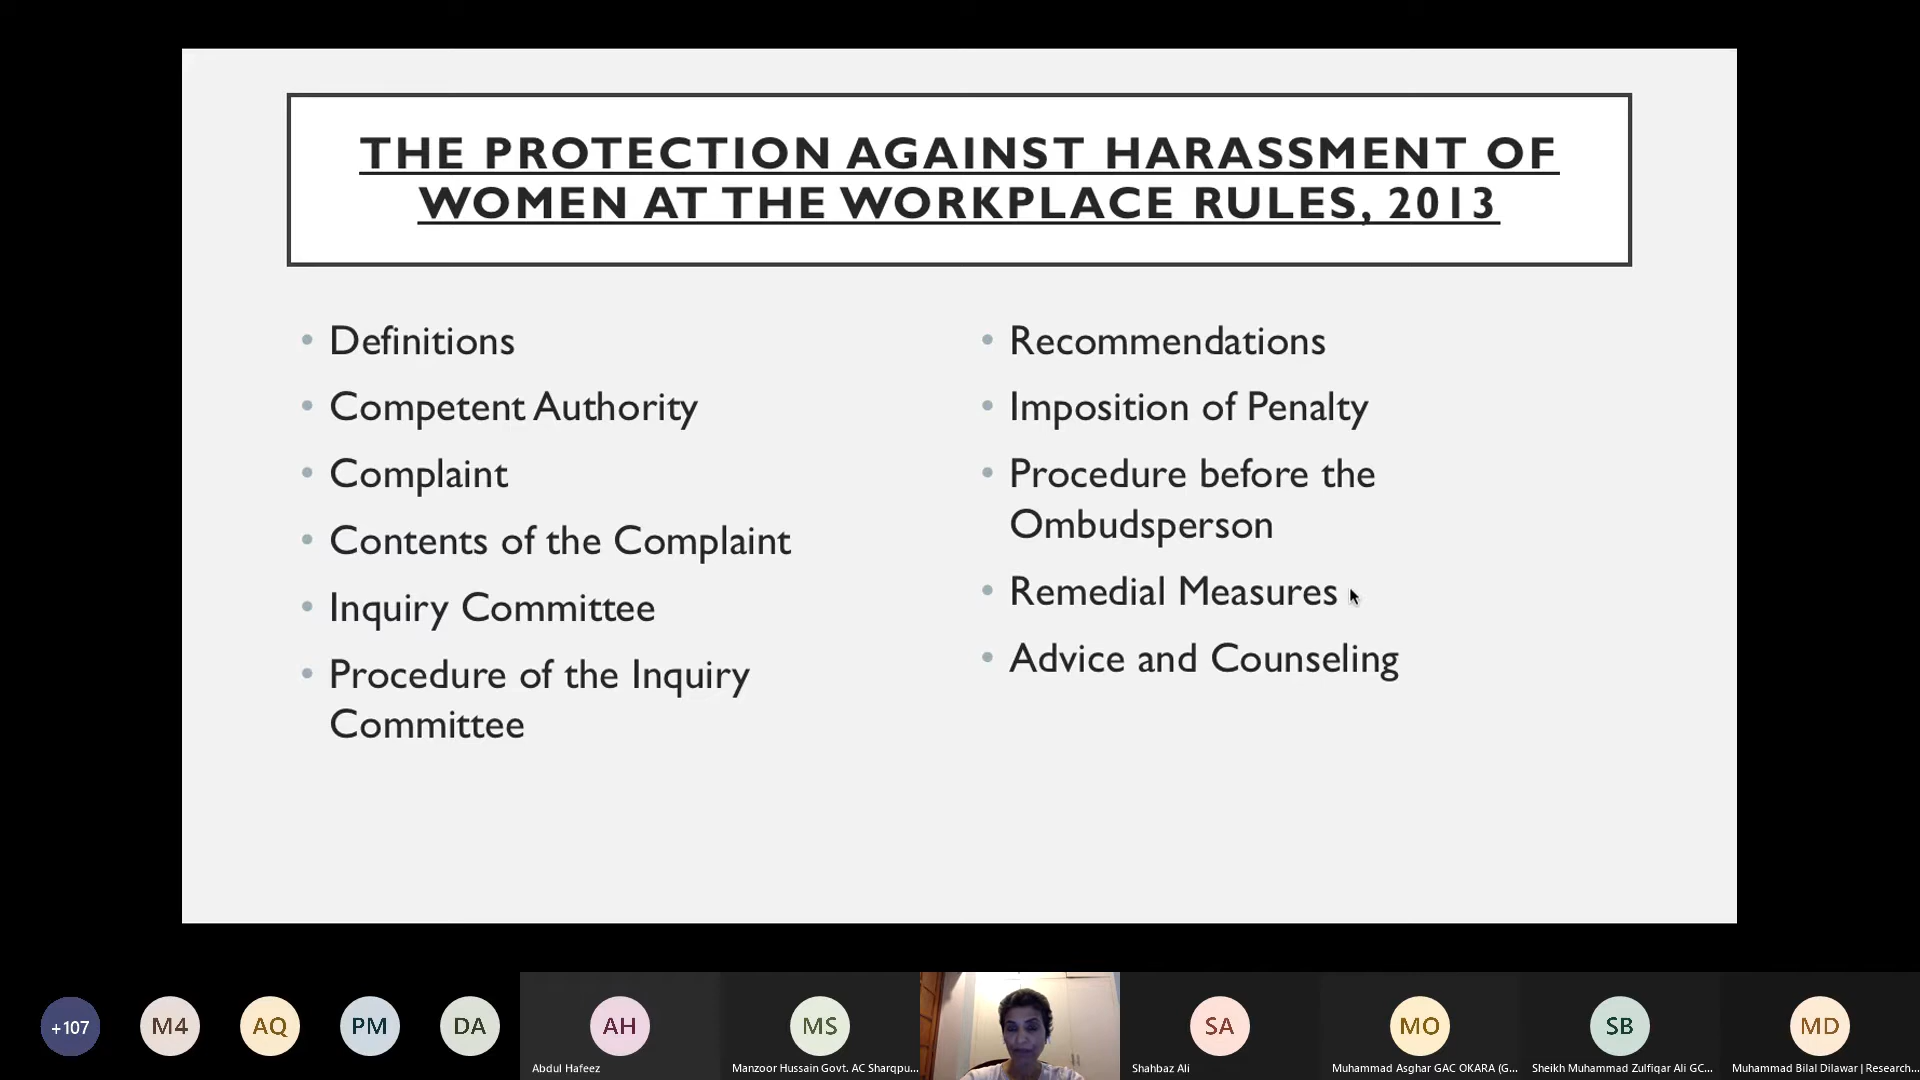 THE PROTECTION AGAINST HARASSMENT OF
WOMEN AT THE WORKPLACE RULES, 2013
• Definitions
• Competent Authority
• Complaint
• Contents of the Complaint
• Inquiry Committee
• Procedure of the Inquiry
Committee
• Recommendations
• Imposition of Penalty
• Procedure before the
Ombudsperson
• Remedial Measures
• Advice and Counseling
+107
M4
AQ
PM
DA
AH
Abdul Hafeez
MS
Manzoor Hussain Govt. AC Sharqpu...
SA
Shahbaz Ali
MO
Muhammad Asghar GAC OKARA (G...
SB
Sheikh Muhammad Zulfiqar Ali GC...
MD
Muhammad Bilal Dilawar | Research...